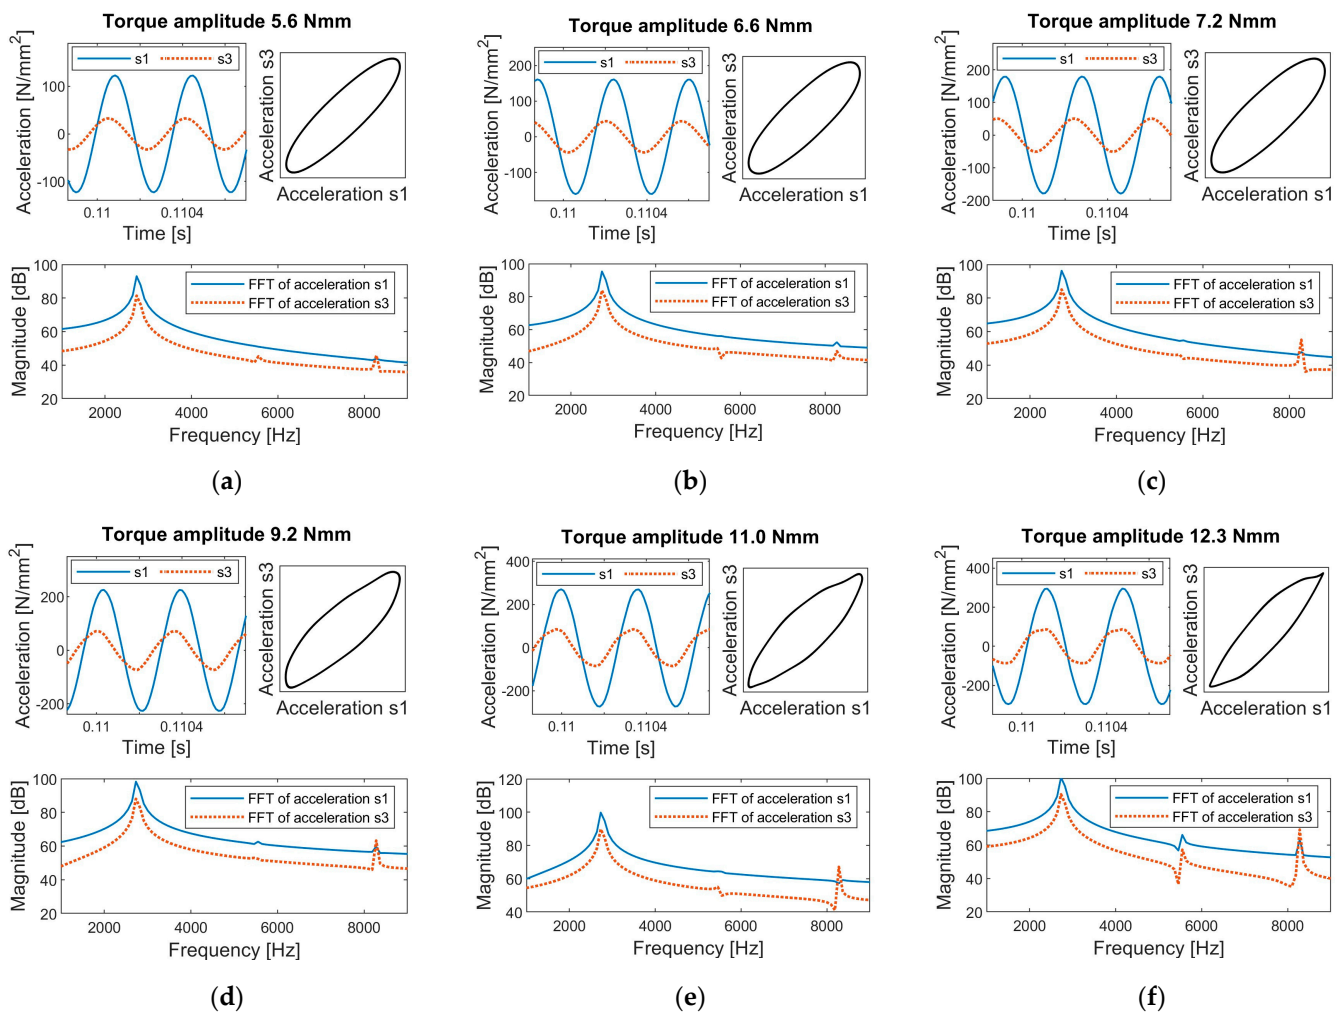 Torque amplitude 5.6 Nmm
Acceleration [N/mm2]
s1 s3
100
0
-100
0.11 0.1104
Time [s]
Acceleration s3
Acceleration s1
Magnitude [dB]
100
80
60
40
20
FFT of acceleration s1
FFT of acceleration s3
2000 4000 6000 8000
Frequency [Hz]
(a)
Torque amplitude 6.6 Nmm
Acceleration [N/mm2]
s1 s3
200
100
0
-100
0.11 0.1104
Time [s]
Acceleration s3
Acceleration s1
Magnitude [dB]
100
80
60
40
20
FFT of acceleration s1
FFT of acceleration s3
2000 4000 6000 8000
Frequency [Hz]
(b)
Torque amplitude 7.2 Nmm
Acceleration [N/mm2]
s1 s3
200
100
0
-100
-200
0.11 0.1104
Time [s]
Acceleration s3
Acceleration s1
Magnitude [dB]
100
80
60
40
20
FFT of acceleration s1
FFT of acceleration s3
2000 4000 6000 8000
Frequency [Hz]
(c)
Torque amplitude 9.2 Nmm
Acceleration [N/mm2]
s1 s3
200
0
-200
0.11 0.1104
Time [s]
Acceleration s3
Acceleration s1
Magnitude [dB]
100
80
60
40
20
FFT of acceleration s1
FFT of acceleration s3
2000 4000 6000 8000
Frequency [Hz]
(d)
Torque amplitude 11.0 Nmm
Acceleration [N/mm2]
s1 s3
400
200
0
-200
0.11 0.1104
Time [s]
Acceleration s3
Acceleration s1
Magnitude [dB]
120
100
80
60
40
FFT of acceleration s1
FFT of acceleration s3
2000 4000 6000 8000
Frequency [Hz]
(e)
Torque amplitude 12.3 Nmm
Acceleration [N/mm2]
s1 s3
400
200
0
-200
0.11 0.1104
Time [s]
Acceleration s3
Acceleration s1
Magnitude [dB]
100
80
60
40
20
FFT of acceleration s1
FFT of acceleration s3
2000 4000 6000 8000
Frequency [Hz]
(f)